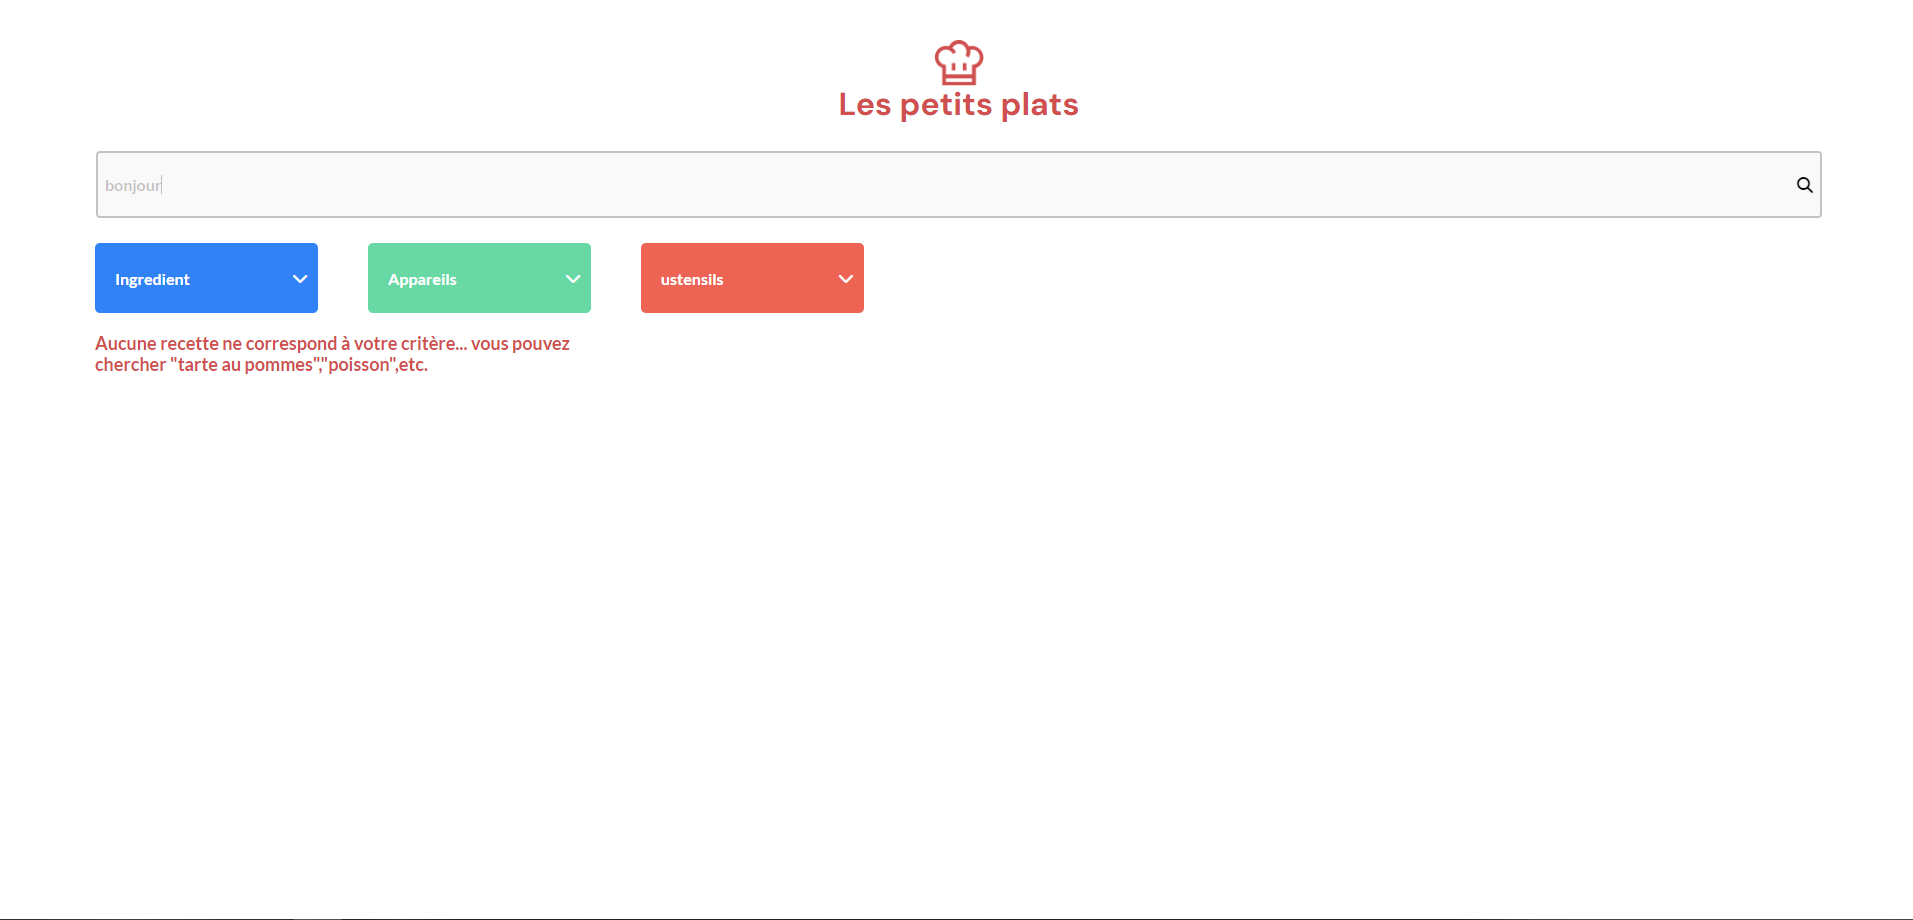 Les petits plats
bonjour
Ingredient
Appareils
ustensils
Aucune recette ne correspond à votre critère... vous pouvez
chercher "tarte au pommes","poisson",etc.